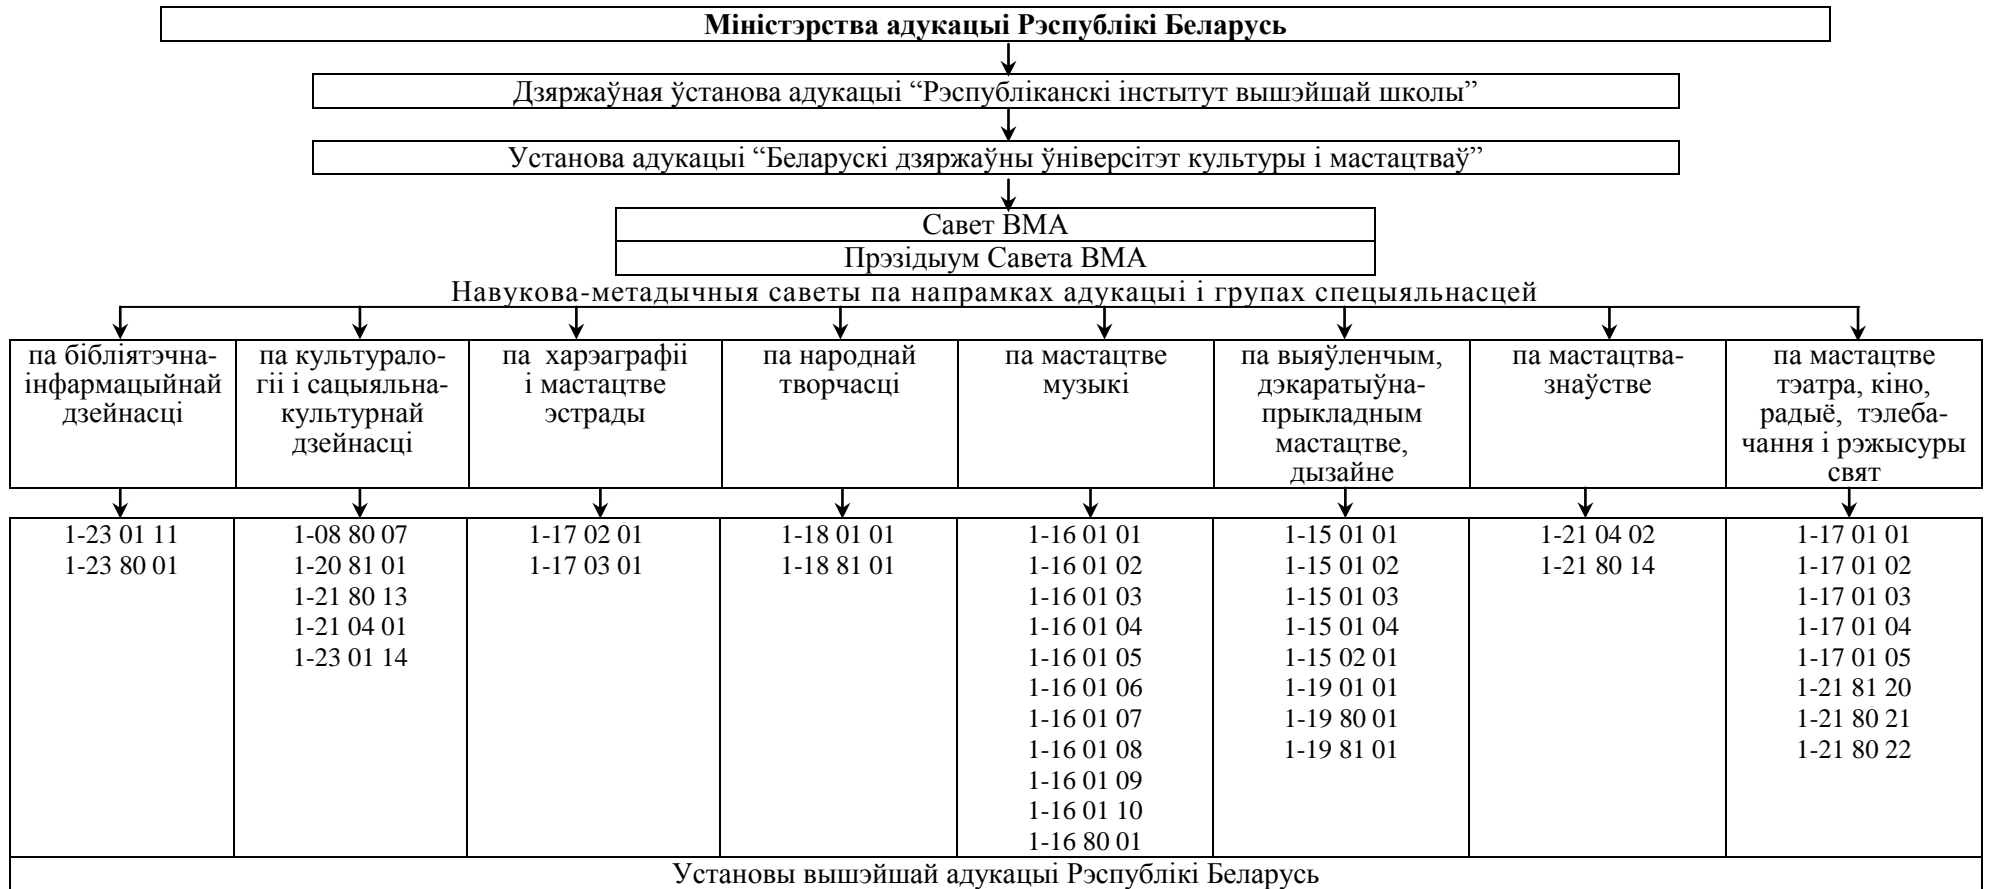 Міністэрства адукацыі Рэспублікі Беларусь
Дзяржаўная ўстанова адукацыі “Рэспубліканскі інстытут вышэйшай школы”
Установа адукацыі “Беларускі дзяржаўны ўніверсітэт культуры і мастацтваў”
Савет ВМА
Прэзідыум Савета ВМА
Навукова-метадычныя саветы па напрамках адукацыі і групах спецыяльнасцей
па бібліятэчна-
інфармацыйнай
дзейнасці
па культурало-
гіі і сацыяльна-
культурнай
дзейнасці
па харэаграфіі
і мастацтве
эстрады
па народнай
творчасці
па мастацтве
музыкі
па выяўленчым,
дэкаратыўна-
прыкладным
мастацтве,
дызайне
па мастацтва-
знаўстве
па мастацтве
тэатра, кіно,
радыё, тэлеба-
чання і рэжысуры
свят
1-23 01 11
1-23 80 01
1-08 80 07
1-20 81 01
1-21 80 13
1-21 04 01
1-23 01 14
1-17 02 01
1-17 03 01
1-18 01 01
1-18 81 01
1-16 01 01
1-16 01 02
1-16 01 03
1-16 01 04
1-16 01 05
1-16 01 06
1-16 01 07
1-16 01 08
1-16 01 09
1-16 01 10
1-16 80 01
1-15 01 01
1-15 01 02
1-15 01 03
1-15 01 04
1-15 02 01
1-19 01 01
1-19 80 01
1-19 81 01
1-21 04 02
1-21 80 14
1-17 01 01
1-17 01 02
1-17 01 03
1-17 01 04
1-17 01 05
1-21 81 20
1-21 80 21
1-21 80 22
Установы вышэйшай адукацыі Рэспублікі Беларусь